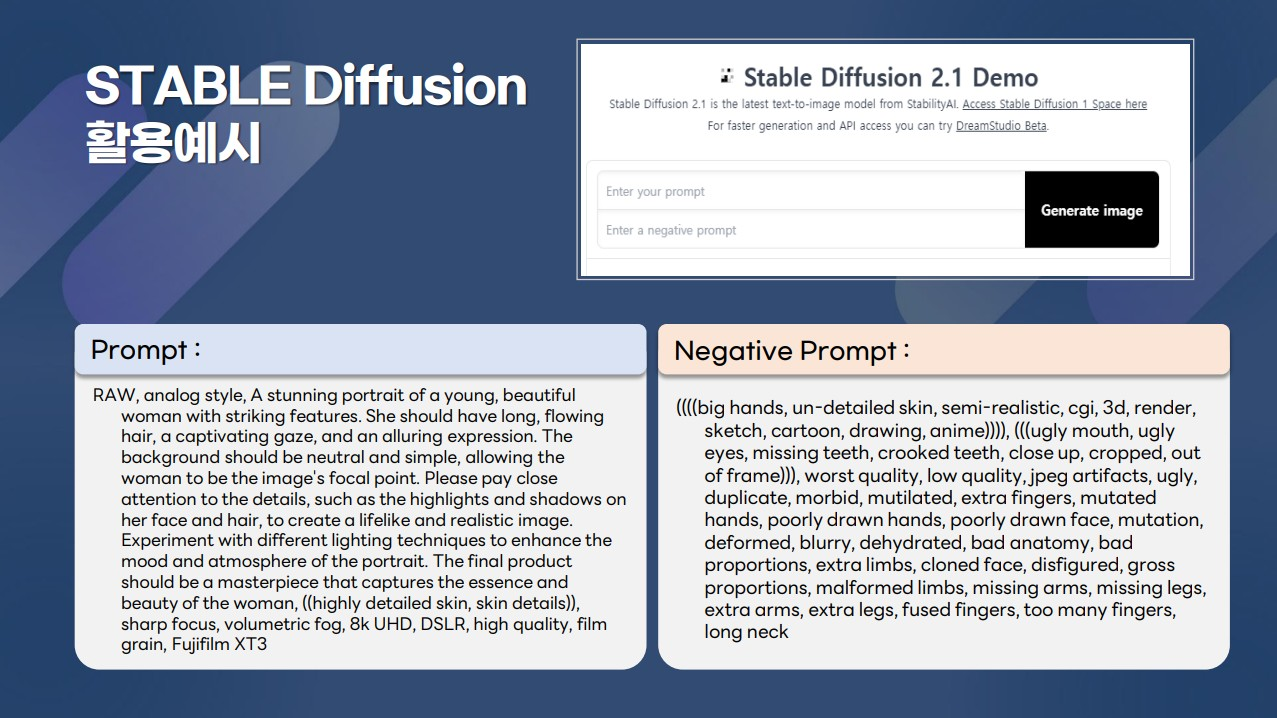 STABLE Diffusion
활용예시
Stable Diffusion 2.1 Demo
Stable Diffusion 2.1 is the latest text-to-image model from StabilityAI. Access Stable Diffusion 1 Space here
For faster generation and API access you can try DreamStudio Beta.
Enter your prompt
Enter a negative prompt
Generate image
Prompt :
RAW, analog style, A stunning portrait of a young, beautiful
woman with striking features. She should have long, flowing
hair, a captivating gaze, and an alluring expression. The
background should be neutral and simple, allowing the
woman to be the image's focal point. Please pay close
attention to the details, such as the highlights and shadows on
her face and hair, to create a lifelike and realistic image.
Experiment with different lighting techniques to enhance the
mood and atmosphere of the portrait. The final product
should be a masterpiece that captures the essence and
beauty of the woman, ((highly detailed skin, skin details)),
sharp focus, volumetric fog, 8k UHD, DSLR, high quality, film
grain, Fujifilm XT3
Negative Prompt :
((((big hands, un-detailed skin, semi-realistic, cgi, 3d, render,
sketch, cartoon, drawing, anime)))), (((ugly mouth, ugly
eyes, missing teeth, crooked teeth, close up, cropped, out
of frame))), worst quality, low quality, jpeg artifacts, ugly,
duplicate, morbid, mutilated, extra fingers, mutated
hands, poorly drawn hands, poorly drawn face, mutation,
deformed, blurry, dehydrated, bad anatomy, bad
proportions, extra limbs, cloned face, disfigured, gross
proportions, malformed limbs, missing arms, missing legs,
extra arms, extra legs, fused fingers, too many fingers,
long neck